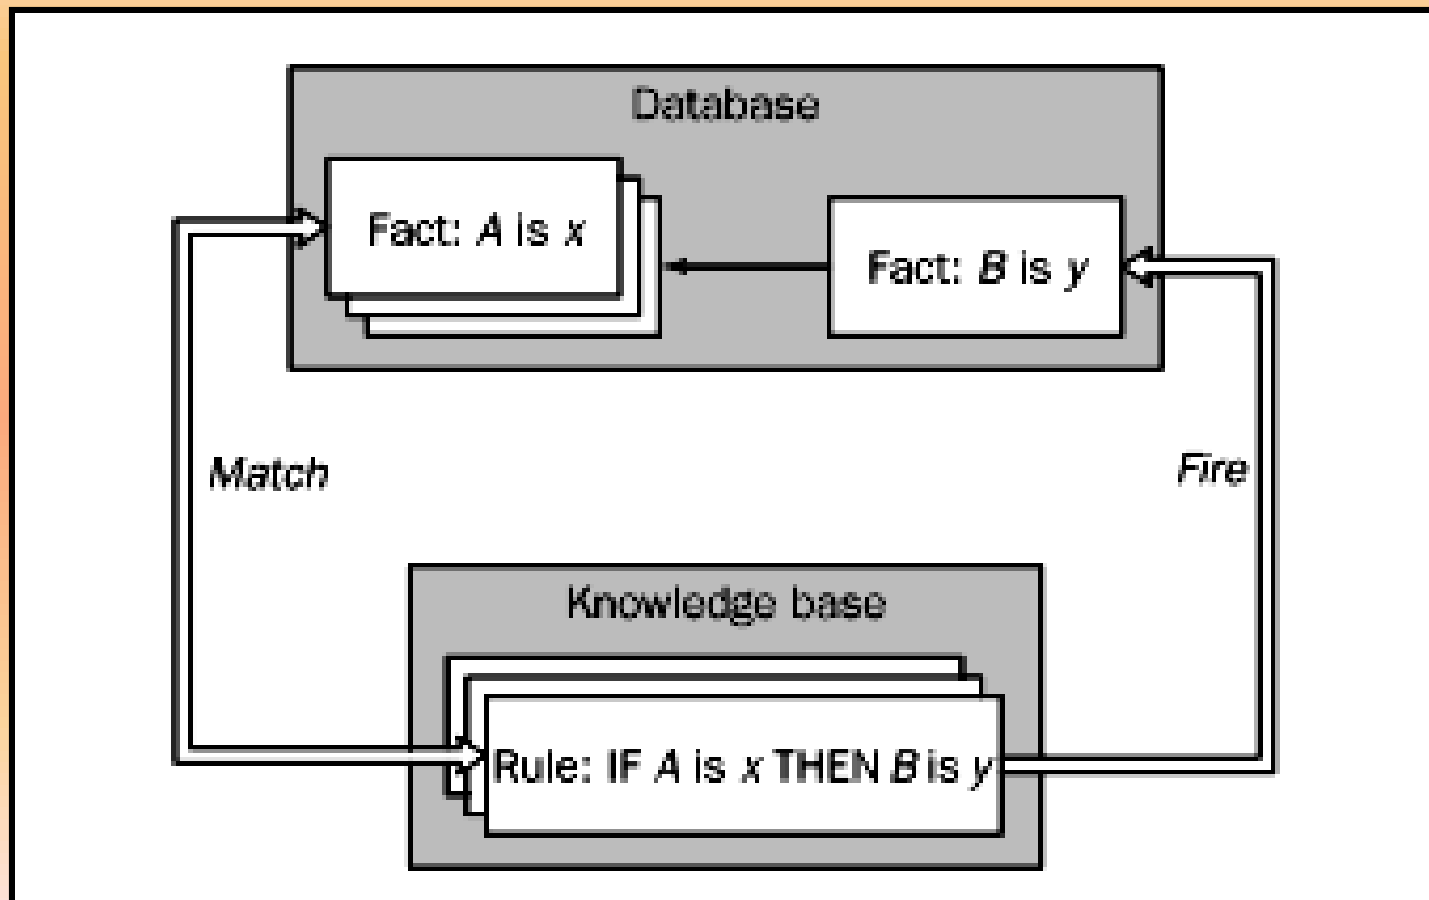 Database
Fact: A is x
Fact: B is y
Match
Fire
Knowledge base
Rule: IF A is x THEN B is y